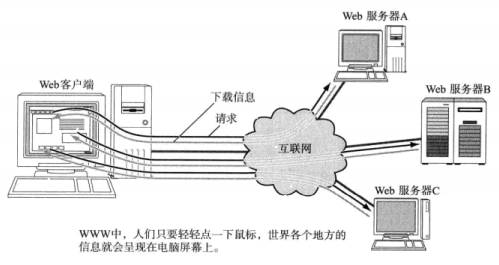 Web 服务器A
Web客户端
Web 服务器B
下载信息
请求
互联网
Web 服务器C
WWW中，人们只要轻轻点一下鼠标，世界各个地方的
信息就会呈现在电脑屏幕上。